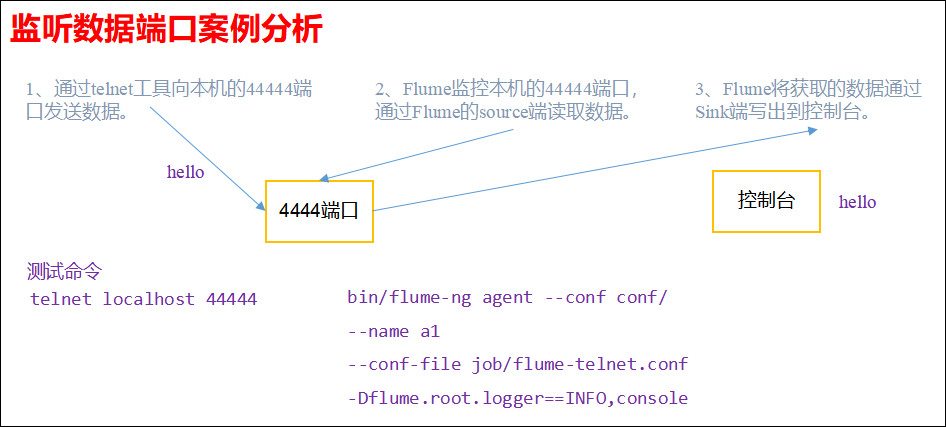 监听数据端口案例分析
1、通过telnet工具向本机的44444端
口发送数据。
2、Flume监控本机的44444端口，
通过Flume的source端读取数据。
3、Flume将获取的数据通过
Sink端写出到控制台。
hello
4444端口
控制台
hello
测试命令
telnet localhost 44444
bin/flume-ng agent --conf conf/
--name a1
--conf-file job/flume-telnet.conf
-Dflume.root.logger==INFO,console